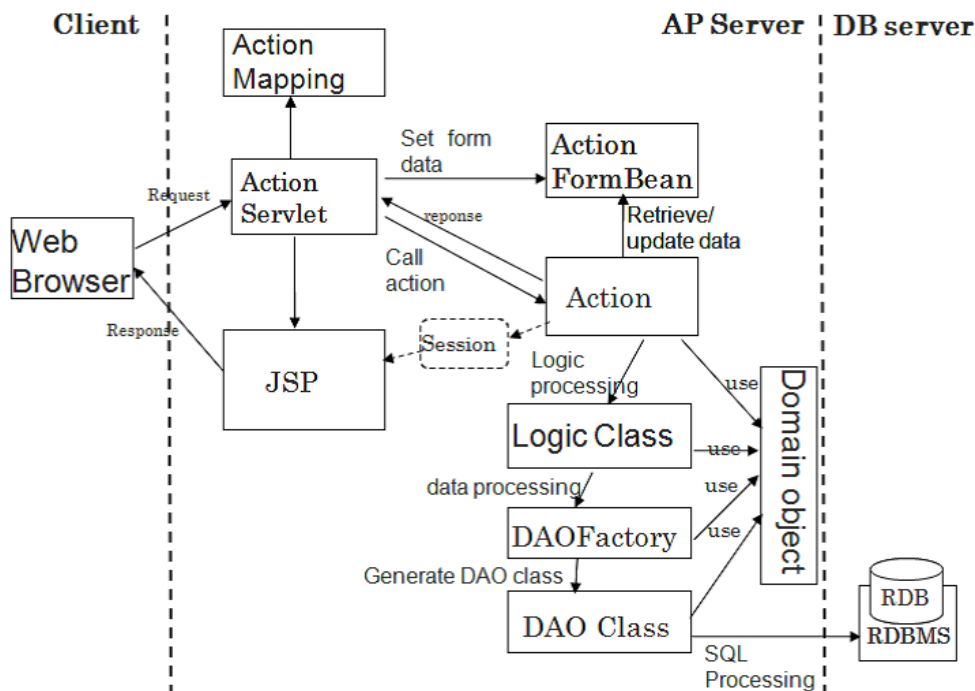 Client
AP Server
DB server
Action
Mapping
Set form
data
Action
FormBean
Request
Action
Servlet
reponse
Retrieve/
update data
Web
Browser
Call
action
Action
Response
Session
JSP
Logic
processing
use
Domain object
Logic Class
use
data processing
use
DAOFactory
use
Generate DAO class
DAO Class
RDB
RDBMS
SQL
Processing